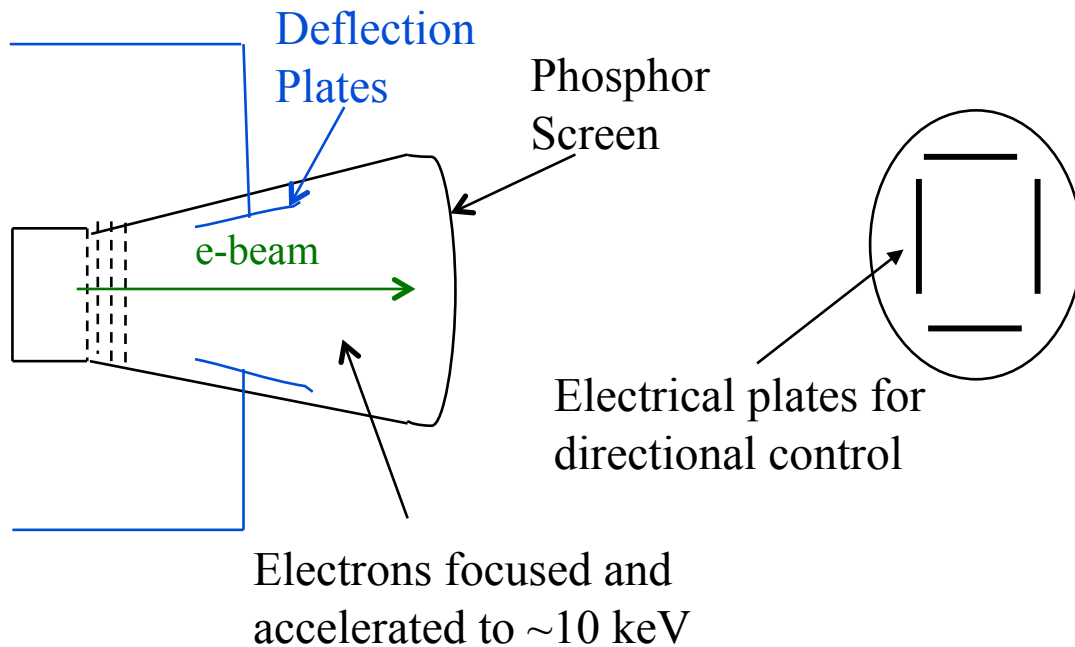 Deflection
Plates
Phosphor
Screen
e-beam
Electrical plates for
directional control
Electrons focused and
accelerated to ~10 keV